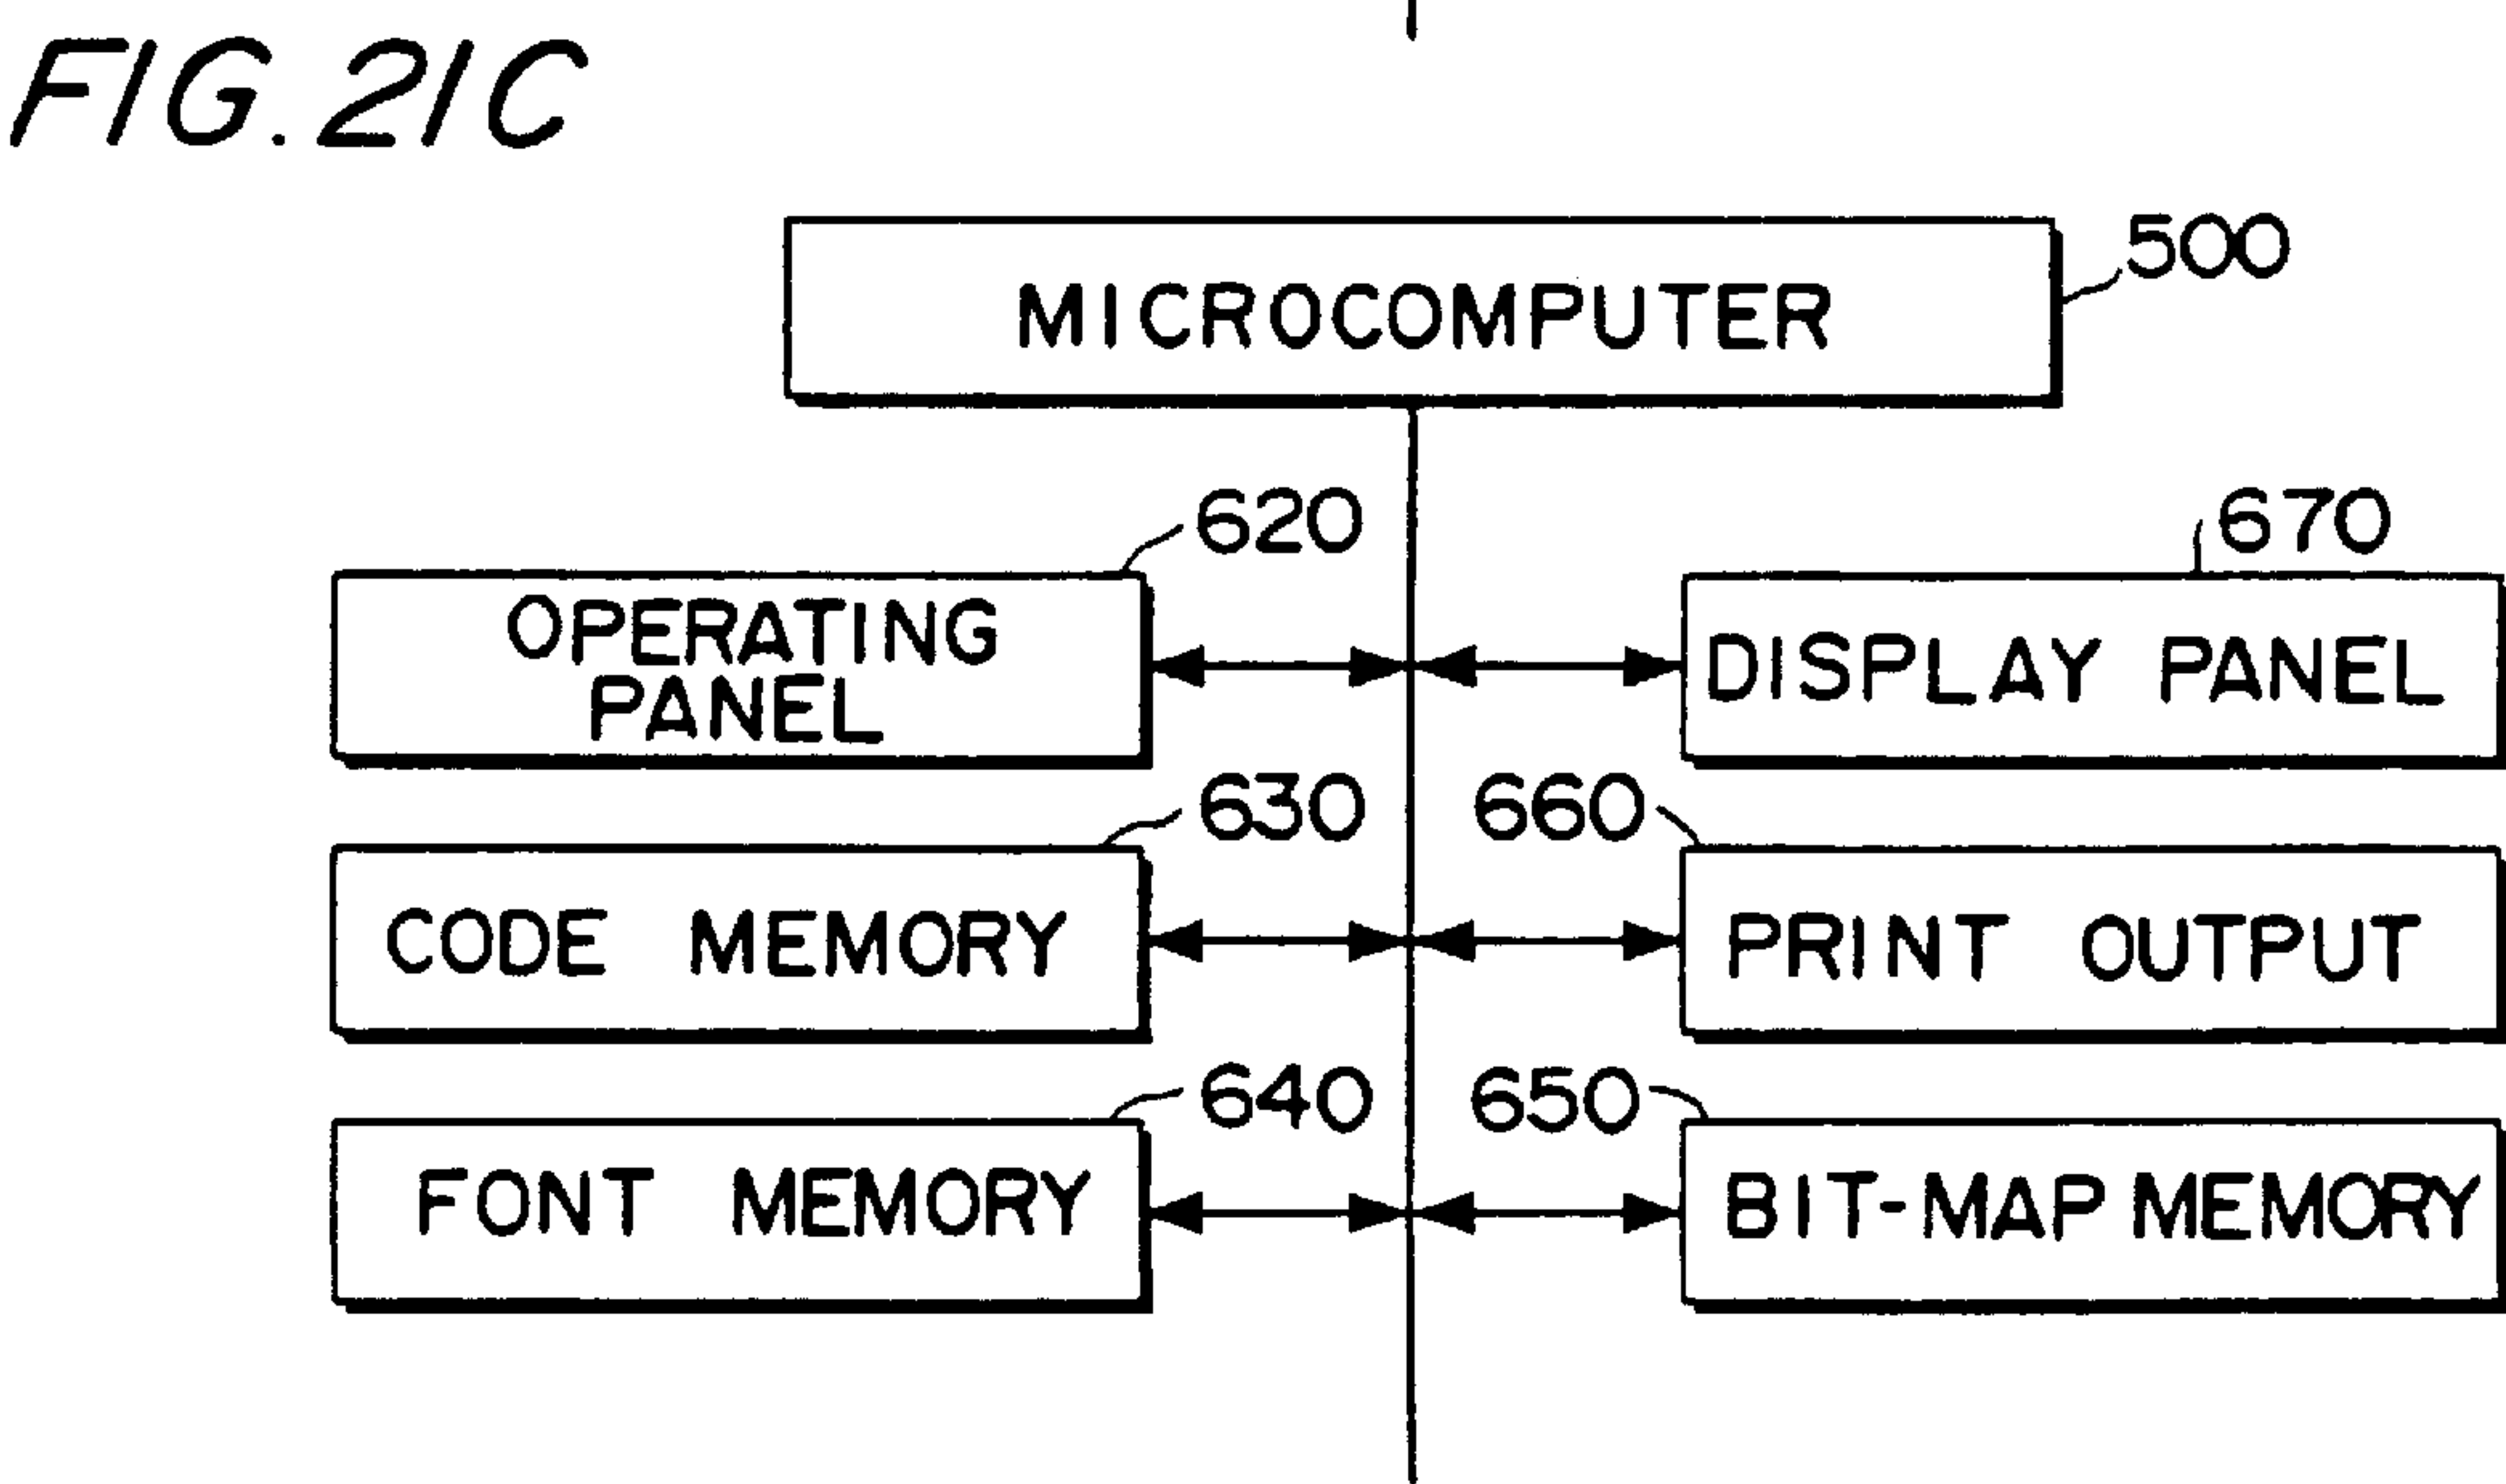 FIG. 21C
500
MICROCOMPUTER
620
670
OPERATING
PANEL
DISPLAY PANEL
630
660
CODE MEMORY
PRINT OUTPUT
640
650
FONT MEMORY
BIT-MAP MEMORY